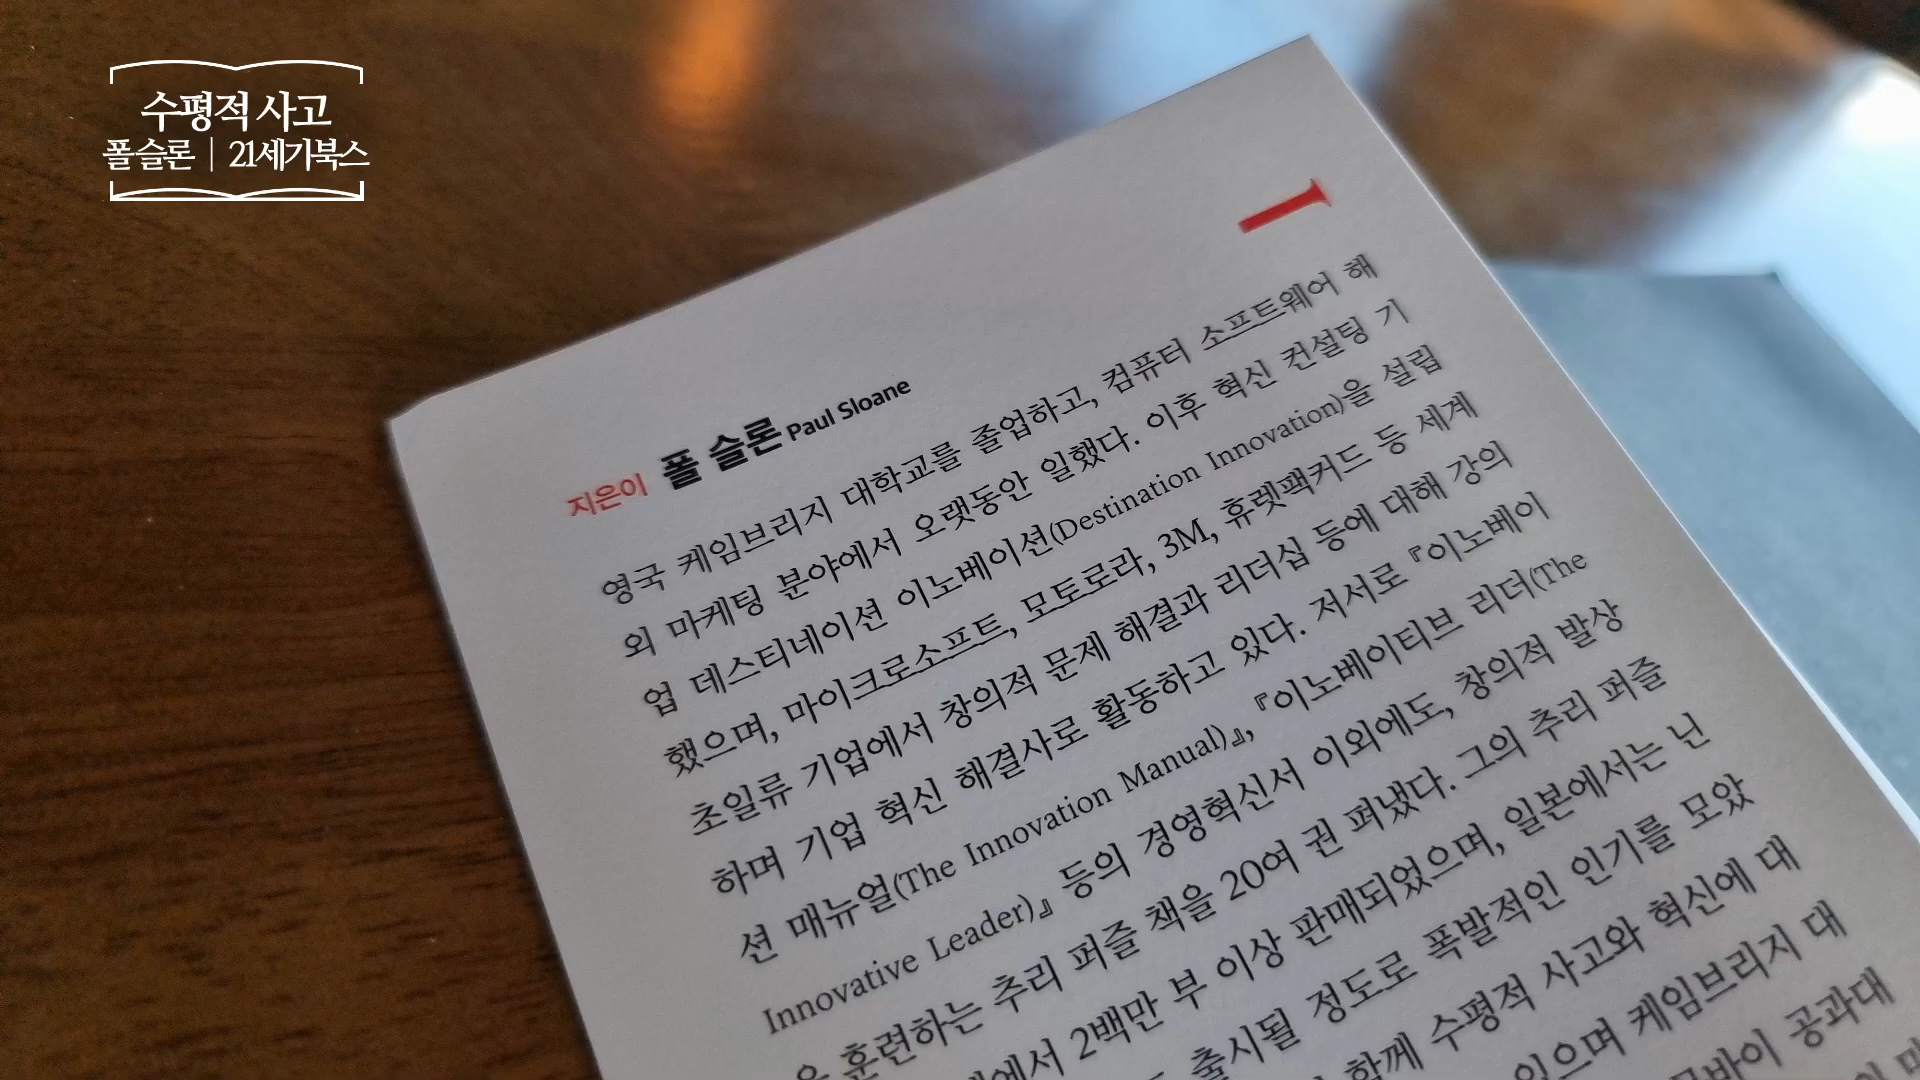 수평적 사고
폴 슬론 | 21세기북스
지은이 폴 슬론 Paul Sloane
영국 케임브리지 대학교를 졸업하고, 컴퓨터 소프트웨어 해
외 마케팅 분야에서 오랫동안 일했다. 이후 혁신 컨설팅 기
업 데스티네이션 이노베이션(Destination Innovation)을 설립
했으며, 마이크로소프트, 모토로라, 3M, 휴렛팩커드 등 세계
초일류 기업에서 창의적 문제 해결과 리더십 등에 대해 강의
하며 기업 혁신 해결사로 활동하고 있다. 저서로 『이노베이
션 매뉴얼(The Innovation Manual)』, 『이노베이티브 리더(The
Innovative Leader)』 등의 경영혁신서 이외에도, 창의적 발상
훈련하는 추리 퍼즐 책을 20여 권 펴냈다. 그의 추리 퍼즐
2백만 부 이상 판매되었으며, 일본에서는 닌
출시될 정도로 폭발적인 인기를 모았
함께 수평적 사고와 혁신에 대
있으며 케임브리지 대
공과대